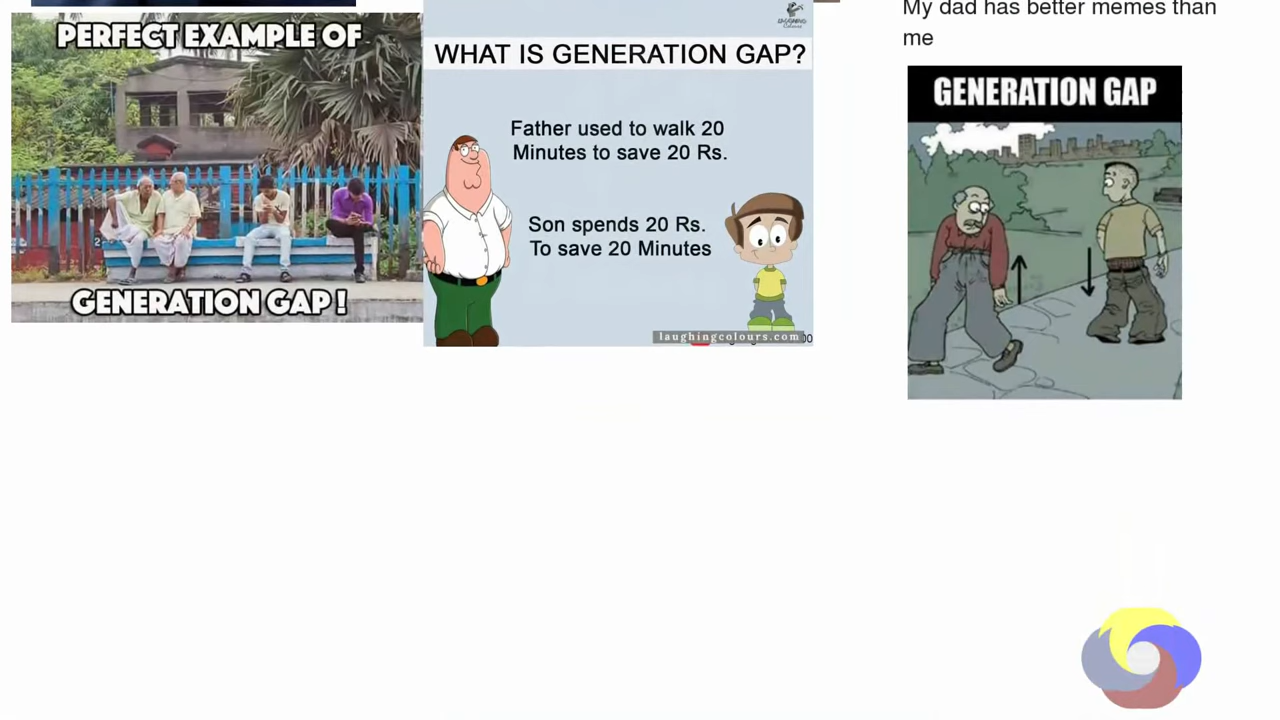 PERFECT EXAMPLE OF
GENERATION GAP !
WHAT IS GENERATION GAP?
Father used to walk 20
Minutes to save 20 Rs.
Son spends 20 Rs.
To save 20 Minutes
laughingcolours.com
My dad has better memes than
me
GENERATION GAP